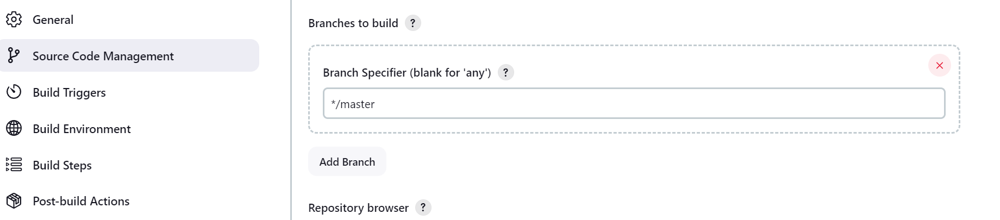 General
Source Code Management
Build Triggers
Build Environment
Build Steps
Post-build Actions
Branches to build ?
Branch Specifier (blank for 'any') ?
*/master
Add Branch
Repository browser ?